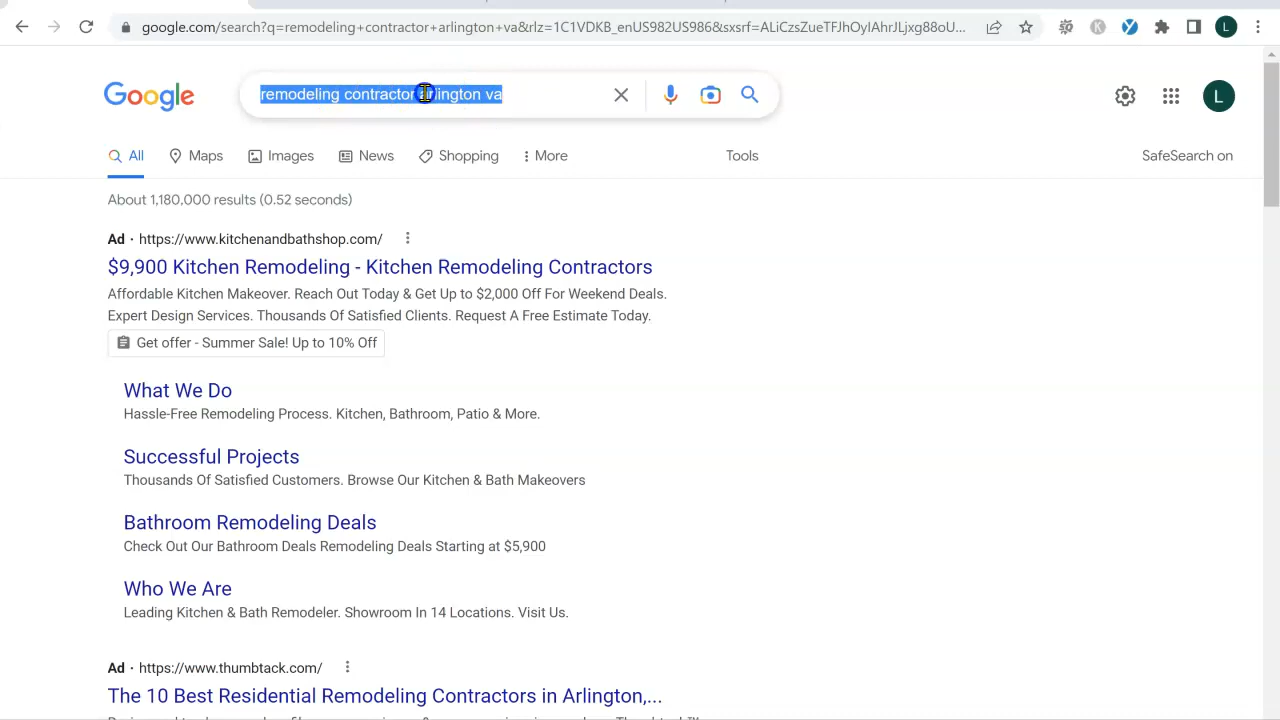 google.com/search?q=remodeling+contractor+arlington+va&rlz=1C1VDKB_enUS982US986&sxsrf=ALiCzsZueTFJhOyIAhrJLjxg88oU...
K
L
Google
remodeling contractor arlington va
L
All
Maps
Images
News
Shopping
More
Tools
SafeSearch on
About 1,180,000 results (0.52 seconds)
Ad · https://www.kitchenandbathshop.com/
$9,900 Kitchen Remodeling - Kitchen Remodeling Contractors
Affordable Kitchen Makeover. Reach Out Today & Get Up to $2,000 Off For Weekend Deals.
Expert Design Services. Thousands Of Satisfied Clients. Request A Free Estimate Today.
Get offer - Summer Sale! Up to 10% Off
What We Do
Hassle-Free Remodeling Process. Kitchen, Bathroom, Patio & More.
Successful Projects
Thousands Of Satisfied Customers. Browse Our Kitchen & Bath Makeovers
Bathroom Remodeling Deals
Check Out Our Bathroom Deals Remodeling Deals Starting at $5,900
Who We Are
Leading Kitchen & Bath Remodeler. Showroom In 14 Locations. Visit Us.
Ad · https://www.thumbtack.com/
The 10 Best Residential Remodeling Contractors in Arlington,...